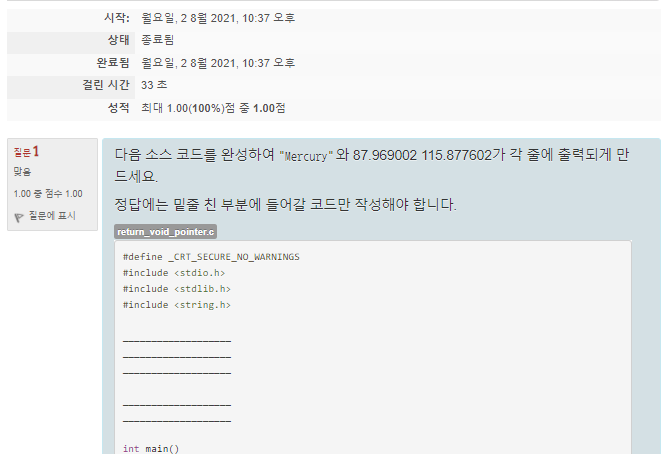 시작: 월요일, 2 8월 2021, 10:37 오후
상태 종료됨
완료됨 월요일, 2 8월 2021, 10:37 오후
걸린 시간 33 초
성적 최대 1.00(100%)점 중 1.00점
질문 1
맞음
1.00 중 점수 1.00
질문에 표시
다음 소스 코드를 완성하여 "Mercury"와 87.969002 115.877602가 각 줄에 출력되게 만
드세요.
정답에는 밑줄 친 부분에 들어갈 코드만 작성해야 합니다.
return_void_pointer.c
#define _CRT_SECURE_NO_WARNINGS
#include <stdio.h>
#include <stdlib.h>
#include <string.h>
___________________
___________________
___________________
___________________
___________________
int main()